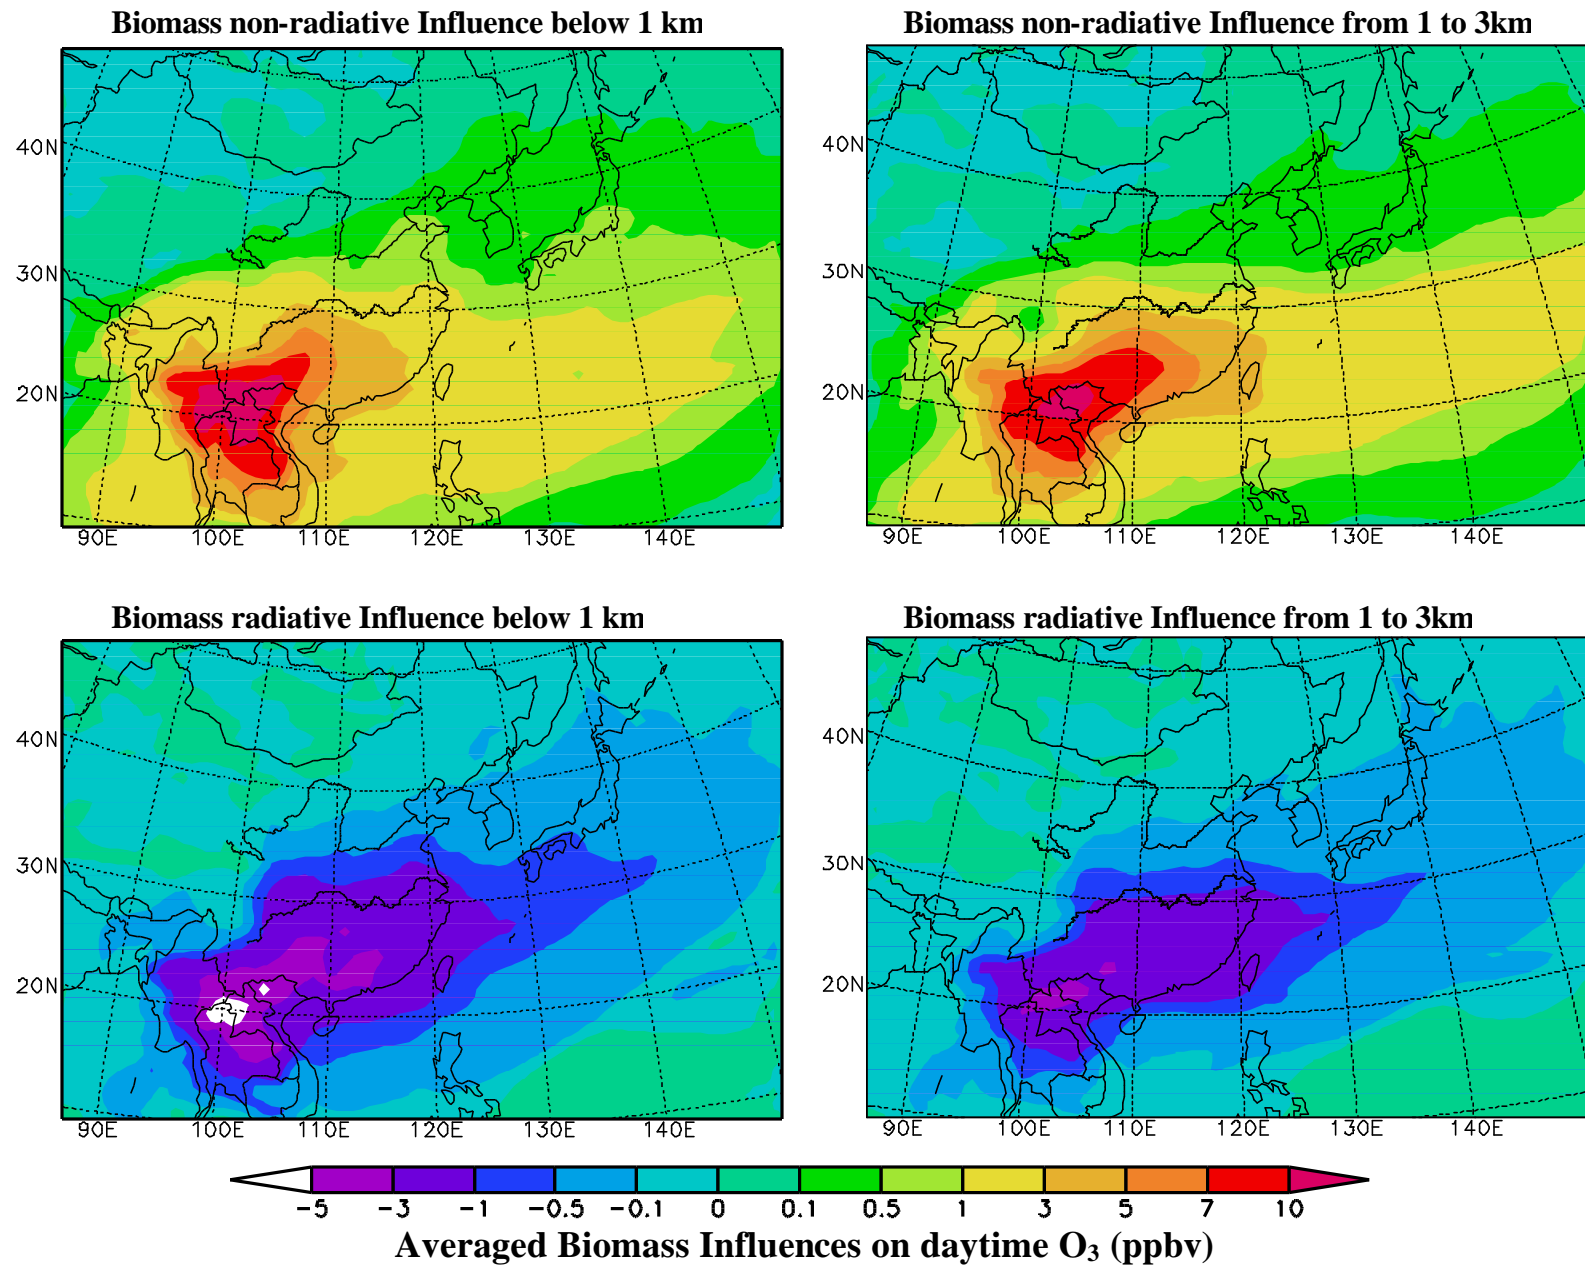 Biomass non-radiative Influence below 1 km
Biomass non-radiative Influence from 1 to 3km
40N
30N
20N
90E 100E 110E 120E 130E 140E
40N
30N
20N
90E 100E 110E 120E 130E 140E
Biomass radiative Influence below 1 km
Biomass radiative Influence from 1 to 3km
40N
30N
20N
90E 100E 110E 120E 130E 140E
40N
30N
20N
90E 100E 110E 120E 130E 140E
−5 −3 −1 −0.5 −0.1 0 0.1 0.5 1 3 5 7 10
Averaged Biomass Influences on daytime O₃ (ppbv)